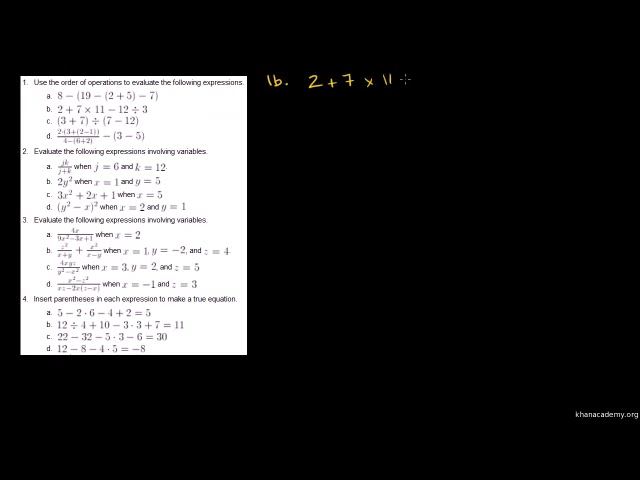 1b. 2 + 7 × 11 ÷
1. Use the order of operations to evaluate the following expressions.
a. 8 − (19 − (2 + 5) − 7)
b. 2 + 7 × 11 − 12 ÷ 3
c. (3 + 7) ÷ (7 − 12)
d. \frac{2·(3+(2−1))}{4−(6+2)} − (3 − 5)
2. Evaluate the following expressions involving variables.
a. \frac{jk}{j+k} when j = 6 and k = 12.
b. 2y² when x = 1 and y = 5
c. 3x² + 2x + 1 when x = 5
d. (y² − x)² when x = 2 and y = 1
3. Evaluate the following expressions involving variables.
a. \frac{4x}{9x²−3x+1} when x = 2
b. \frac{z²}{x+y} + \frac{x²}{x−y} when x = 1, y = −2, and z = 4.
c. \frac{4xyz}{y²−x²} when x = 3, y = 2, and z = 5
d. \frac{x²−z²}{xz−2x(z−x)} when x = −1 and z = 3
4. Insert parentheses in each expression to make a true equation.
a. 5 − 2 · 6 − 4 + 2 = 5
b. 12 ÷ 4 + 10 − 3 · 3 + 7 = 11
c. 22 − 32 − 5 · 3 − 6 = 30
d. 12 − 8 − 4 · 5 = −8
khanacademy.org